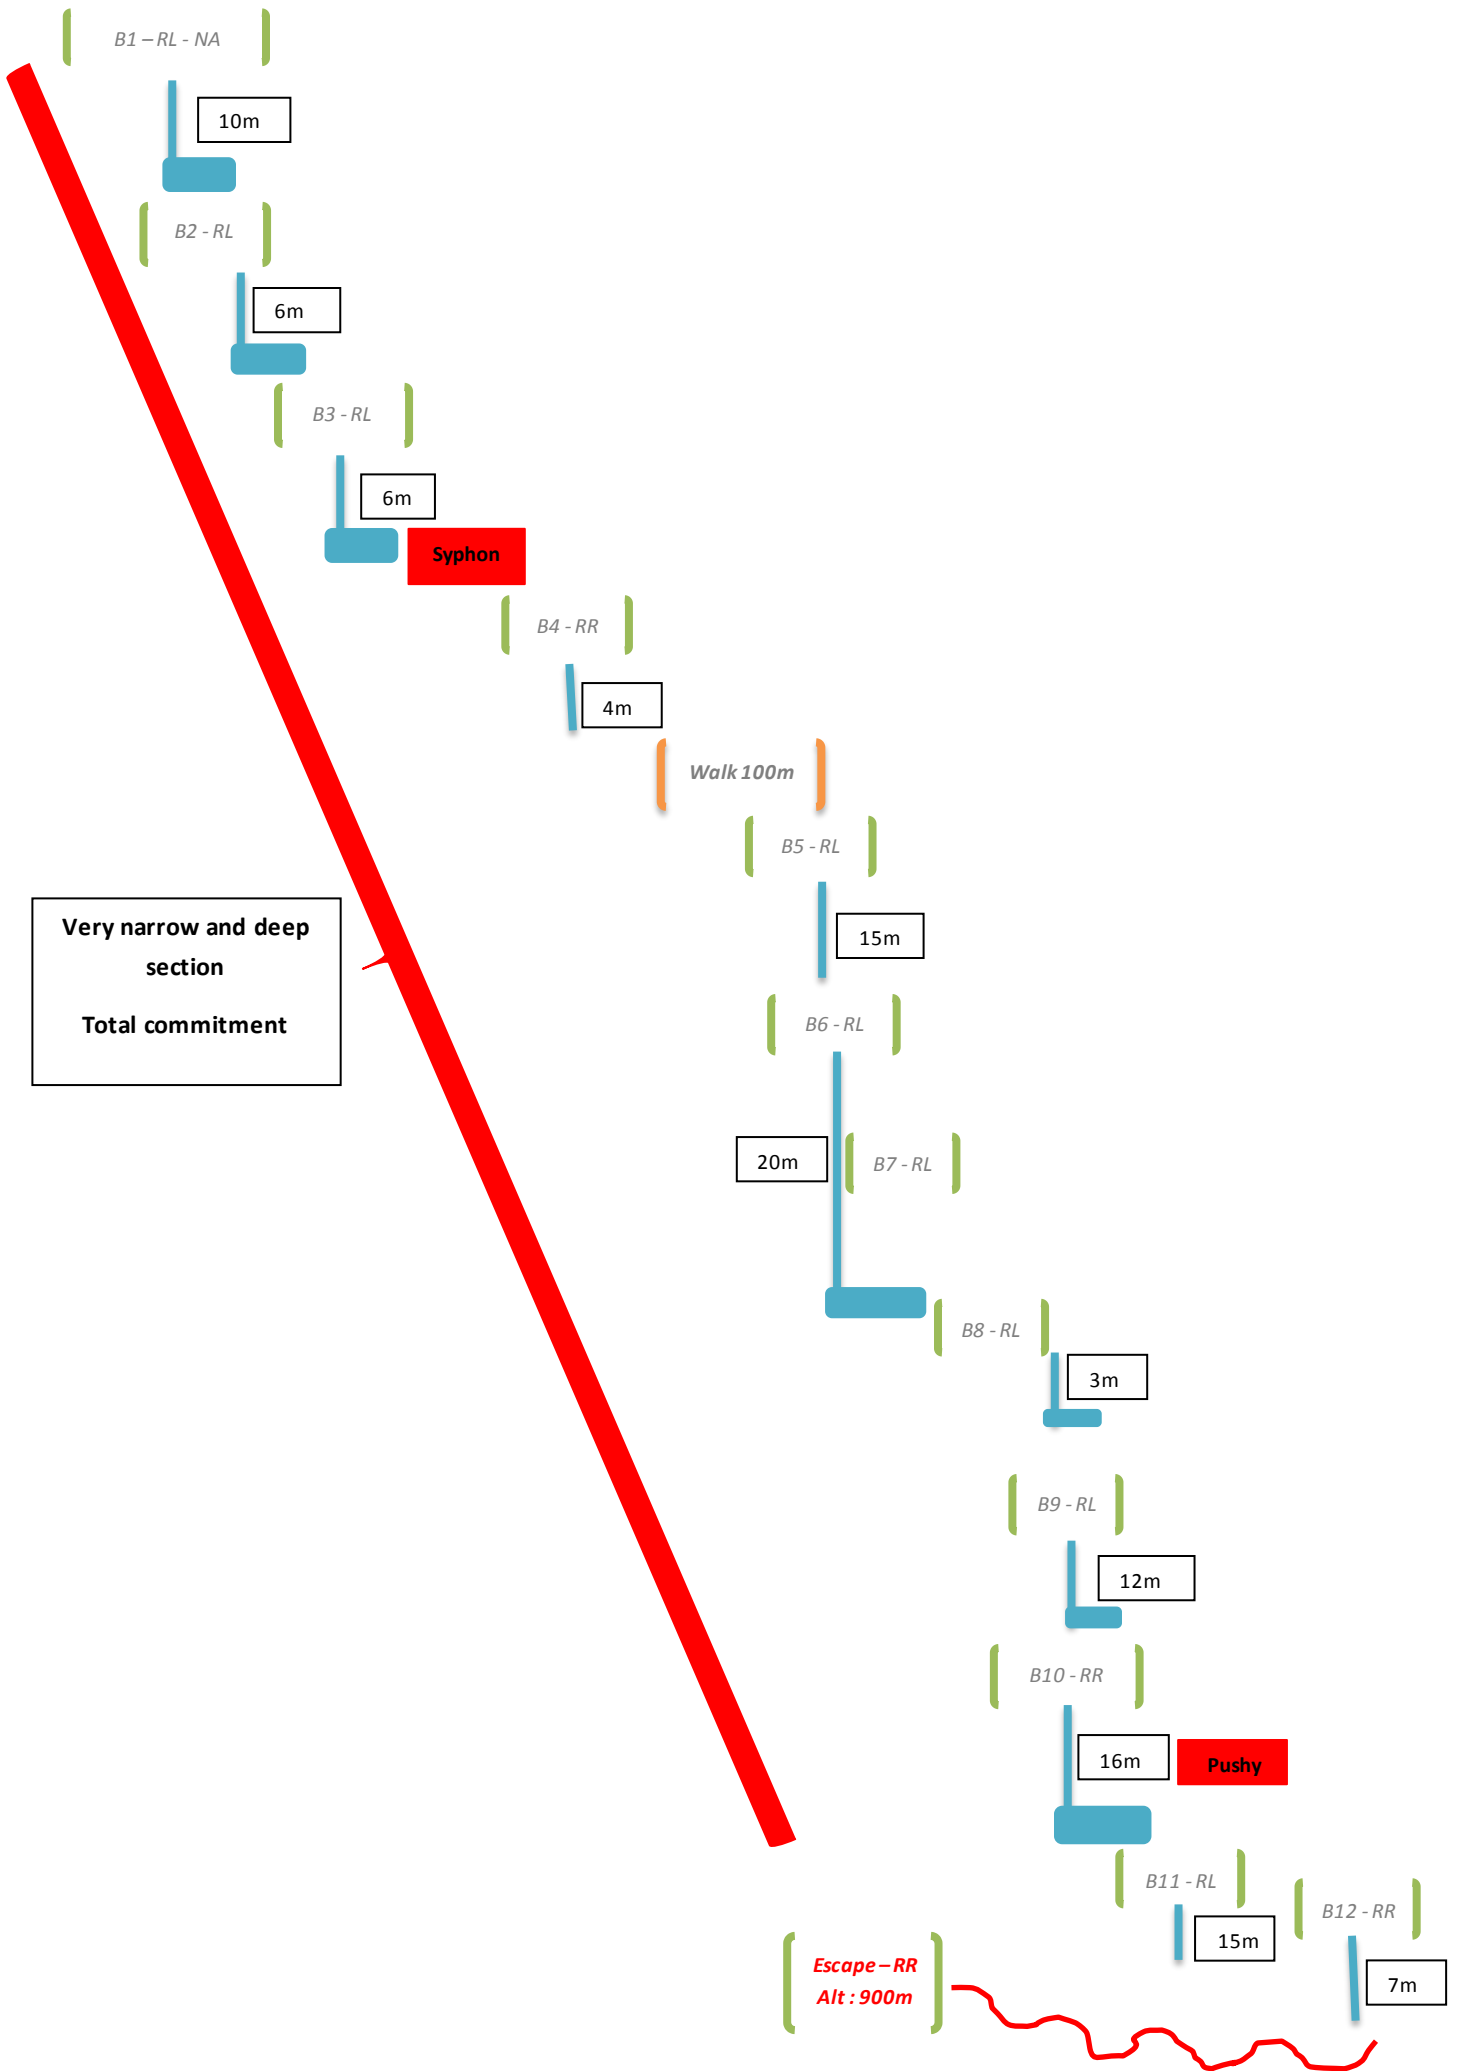 B1 – RL - NA
10m
B2 - RL
6m
B3 - RL
6m
Syphon
B4 - RR
4m
Walk 100m
B5 - RL
15m
Very narrow and deep
section
Total commitment
B6 - RL
20m
B7 - RL
B8 - RL
3m
B9 - RL
12m
B10 - RR
16m
Pushy
B11 - RL
B12 - RR
15m
Escape – RR
Alt : 900m
7m